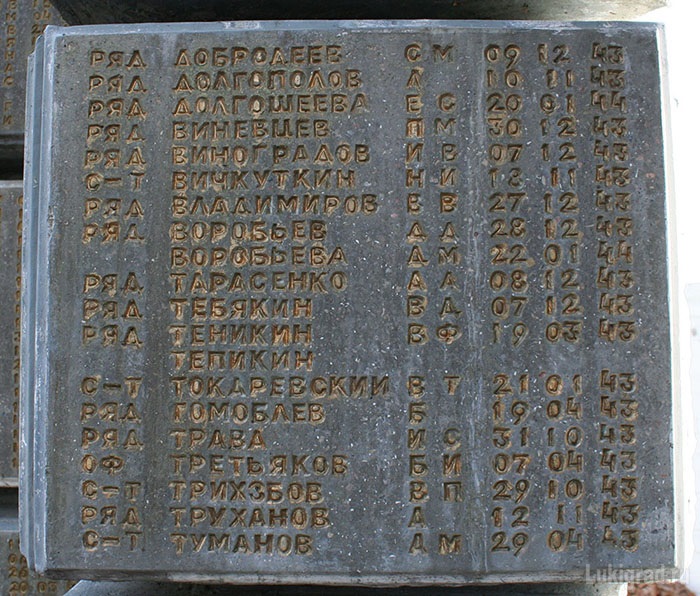 РЯД ДОБРОДЕЕВ С М 09 12 43
РЯД ДОЛГОПОЛОВ А 10 11 43
РЯД ДОЛГОШЕЕВА Е С 20 01 44
РЯД ВИНЕВЦЕВ П М 30 12 43
РЯД ВИНОГРАДОВ И В 07 12 43
С-Т ВИЧКУТКИН Н И 18 11 43
РЯД ВЛАДИМИРОВ В В 27 12 43
РЯД ВОРОБЬЕВ Д Д 28 12 43
ВОРОБЬЕВА Д М 22 01 44
РЯД ТАРАСЕНКО А А 08 12 43
РЯД ТЕБЯКИН В Д 07 12 43
РЯД ТЕНИКИН В Ф 19 03 43
ТЕПИКИН
С-Т ТОКАРЕВСКИЙ В Т 21 01 43
РЯД ТОМОБЛЕВ Б 19 04 43
РЯД ТРАВА И С 31 10 43
ОФ ТРЕТЬЯКОВ Б И 07 04 43
С-Т ТРИХЗБОВ В П 29 10 43
РЯД ТРУХАНОВ А 12 11 43
С-Т ТУМАНОВ А М 29 04 43